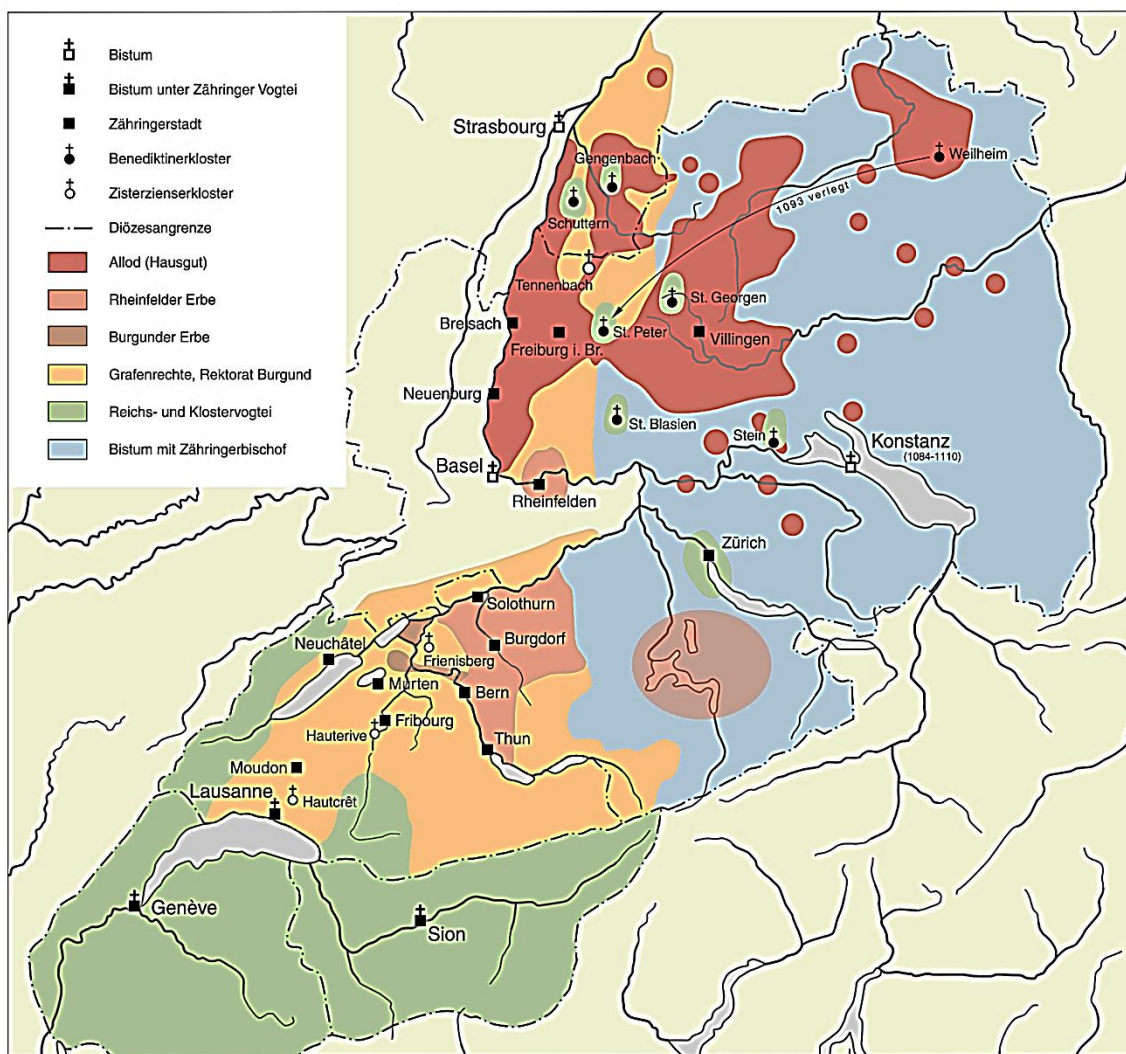 Bistum
Bistum unter Zähringer Vogtei
Zähringerstadt
Benediktinerkloster
Zisterzienserkloster
Diözesangrenze
Allod (Hausgut)
Rheinfelder Erbe
Burgunder Erbe
Grafenrechte, Rektorat Burgund
Reichs- und Klostervogtei
Bistum mit Zähringerbischof
Strasbourg
Gengenbach
Weilheim
1093 verlegt
Schuttern
Tennenbach
St. Georgen
Breisach
Freiburg i. Br.
St. Peter
Villingen
Neuenburg
St. Blasien
Stein
Konstanz
(1084-1110)
Basel
Rheinfelden
Zürich
Solothurn
Burgdorf
Neuchâtel
Frienisberg
Murten
Bern
Fribourg
Hauterive
Thun
Moudon
Lausanne
Hautcrêt
Genève
Sion